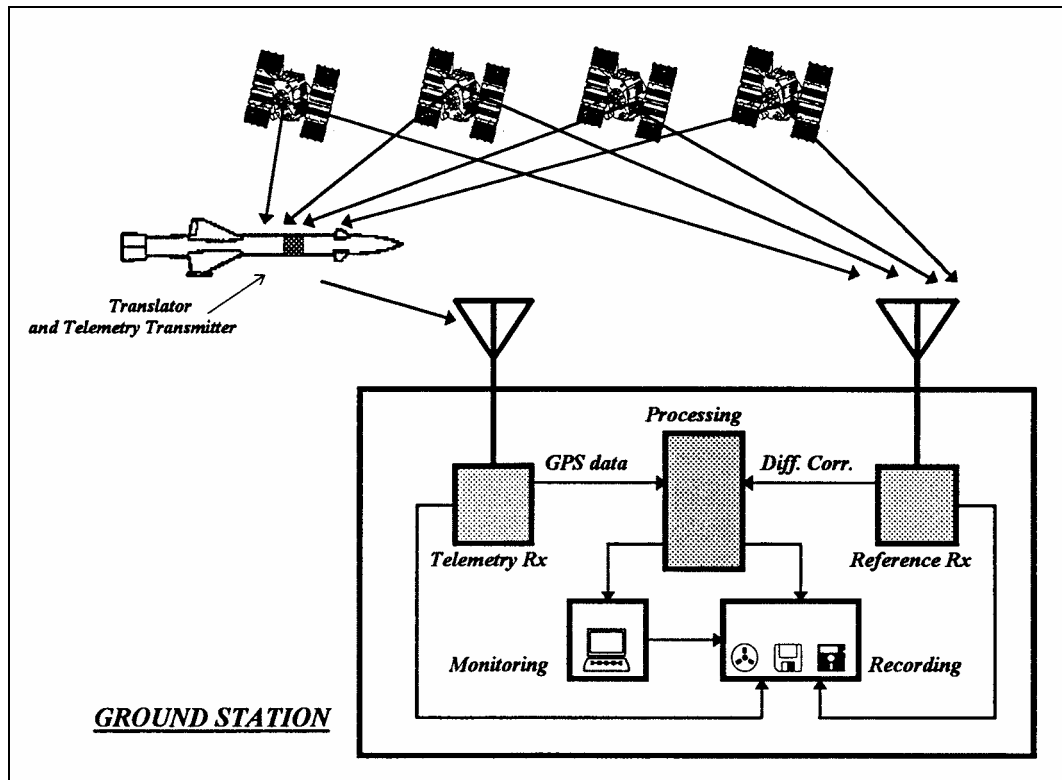 Translator
and Telemetry Transmitter
Processing
GPS data
Diff. Corr.
Telemetry Rx
Reference Rx
Monitoring
Recording
GROUND STATION